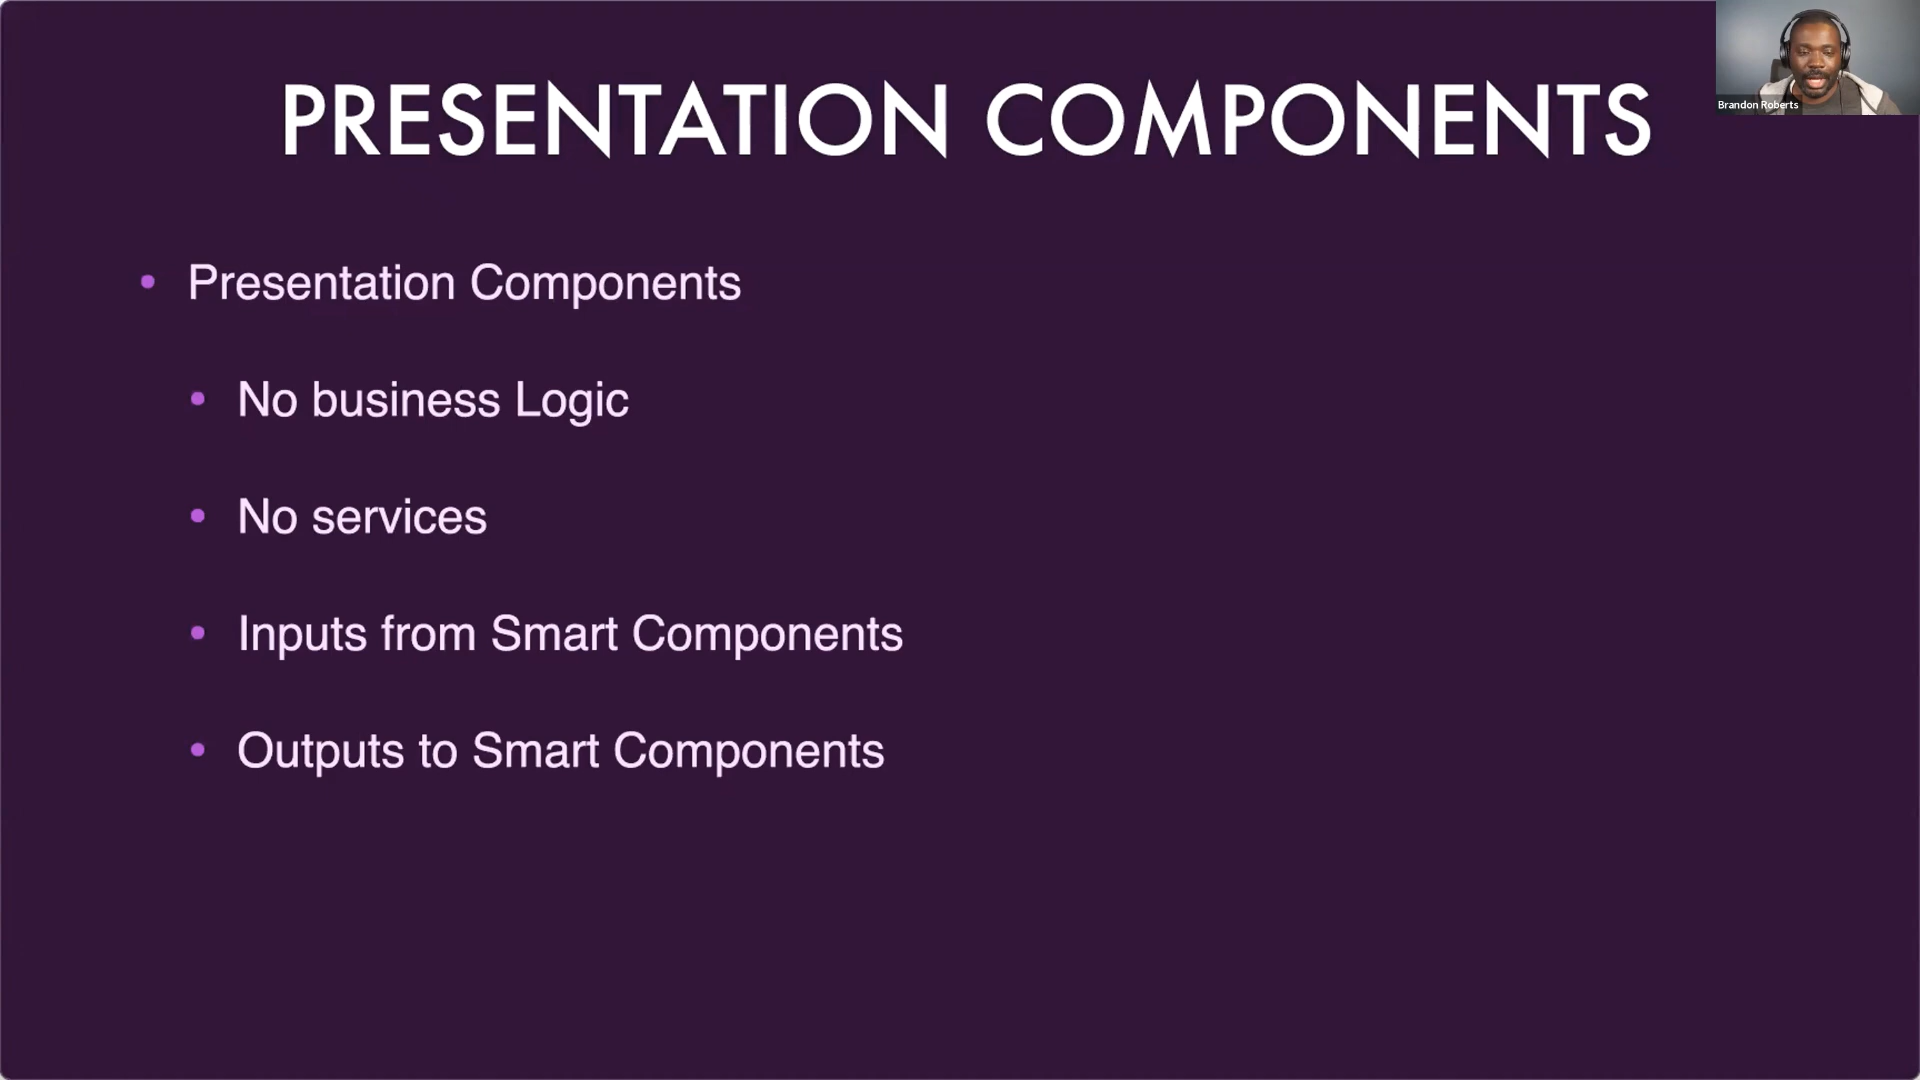 PRESENTATION COMPONENTS
Brandon Roberts
Presentation Components
No business Logic
No services
Inputs from Smart Components
Outputs to Smart Components